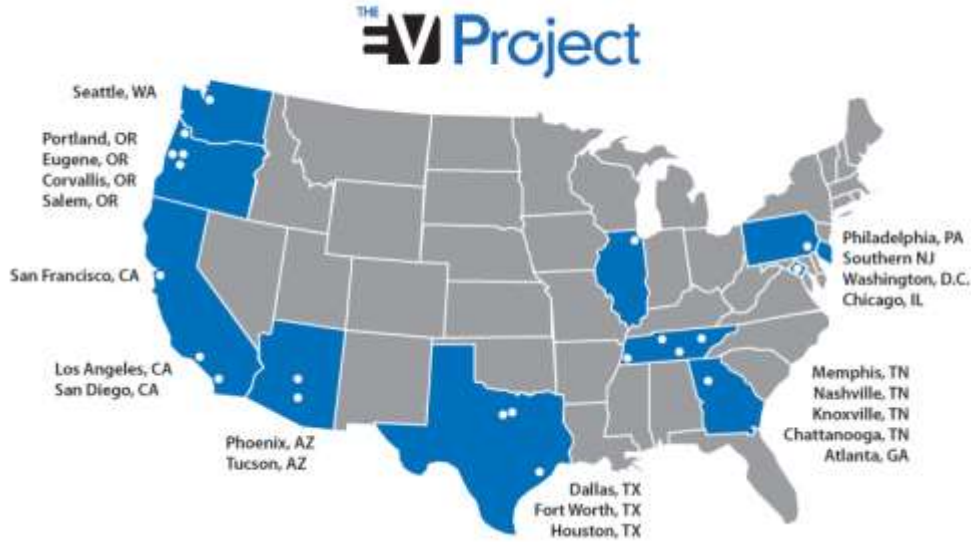 THE
EV Project
Seattle, WA
Portland, OR
Eugene, OR
Corvallis, OR
Salem, OR
San Francisco, CA
Los Angeles, CA
San Diego, CA
Phoenix, AZ
Tucson, AZ
Dallas, TX
Fort Worth, TX
Houston, TX
Philadelphia, PA
Southern NJ
Washington, D.C.
Chicago, IL
Memphis, TN
Nashville, TN
Knoxville, TN
Chattanooga, TN
Atlanta, GA